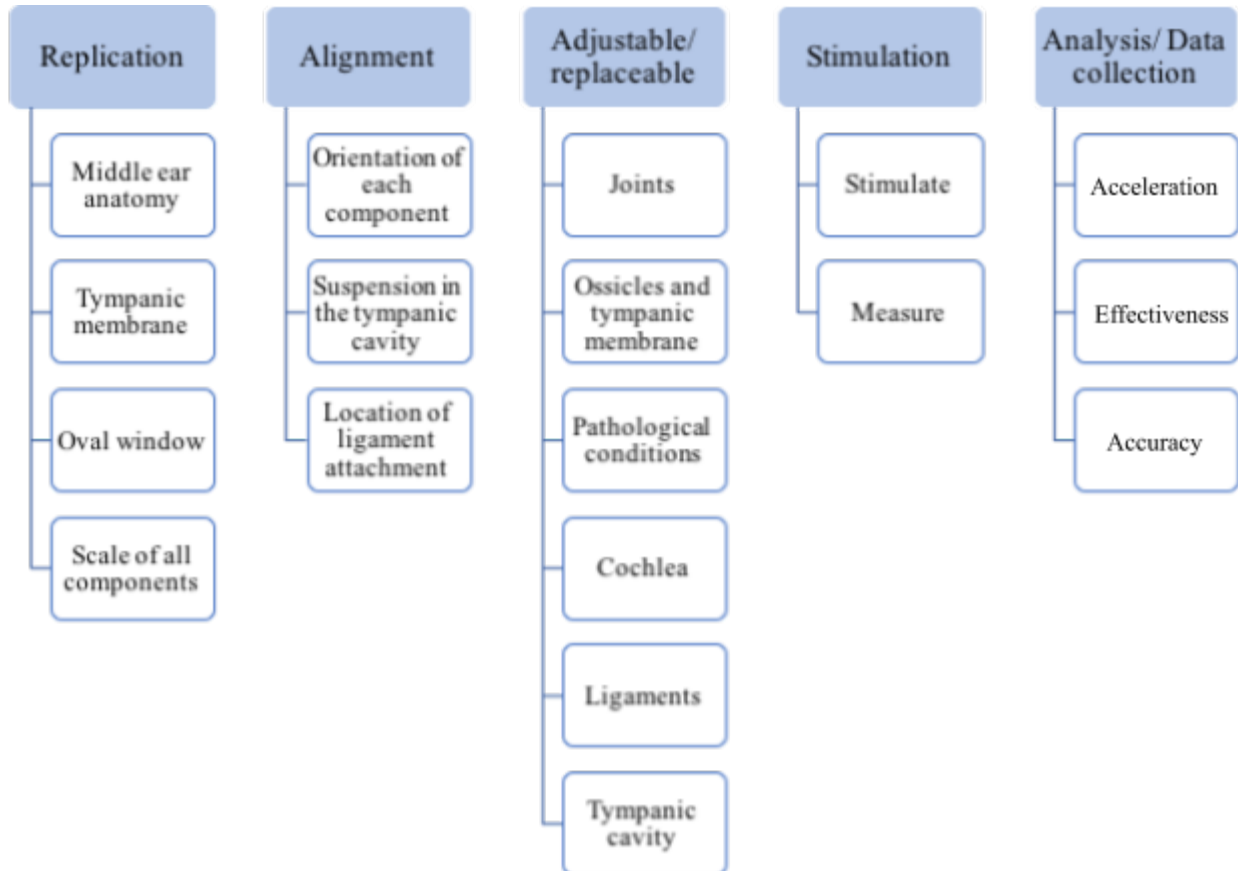 Replication
Middle ear
anatomy
Tympanic
membrane
Oval window
Scale of all
components
Alignment
Orientation of
each
component
Suspension in
the tympanic
cavity
Location of
ligament
attachment
Adjustable/
replaceable
Joints
Ossicles and
tympanic
membrane
Pathological
conditions
Cochlea
Ligaments
Tympanic
cavity
Stimulation
Stimulate
Measure
Analysis/ Data
collection
Acceleration
Effectiveness
Accuracy